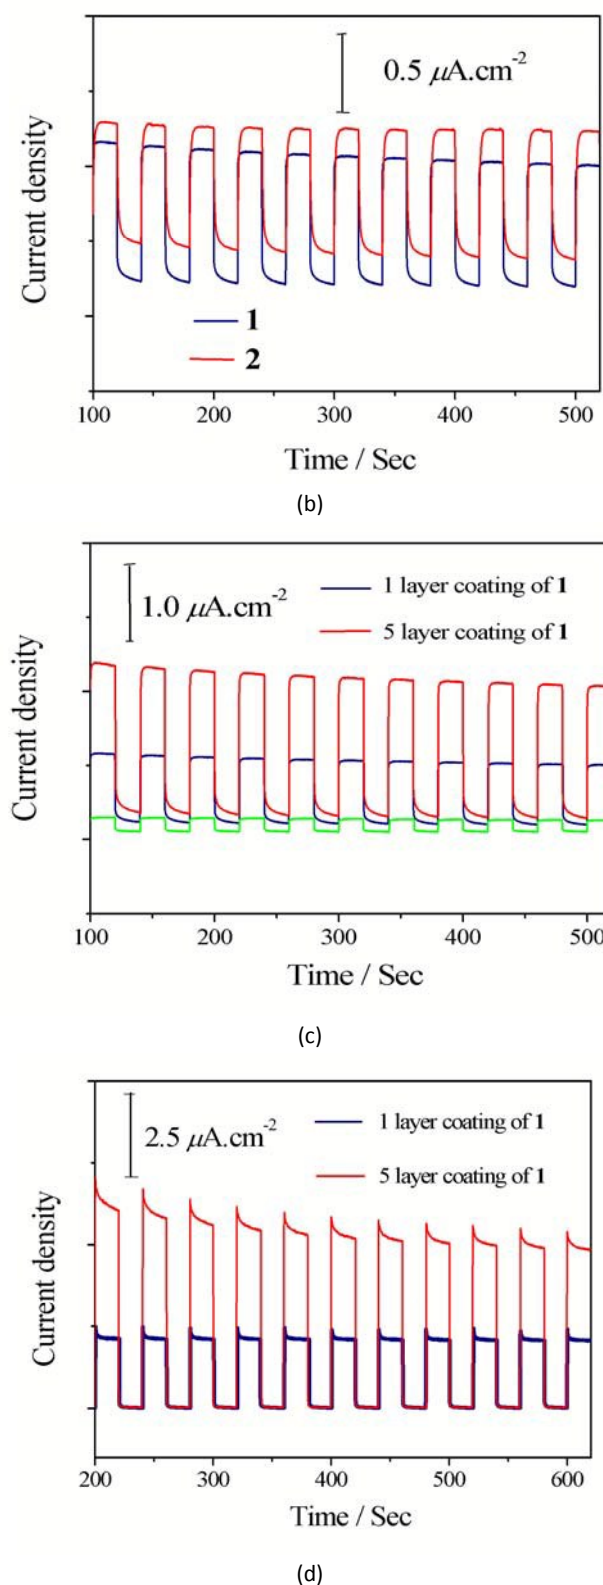 0.5 μA.cm-2
Current density
1
2
100 200 300 400 500
Time / Sec
(b)
1.0 μA.cm-2
1 layer coating of 1
5 layer coating of 1
Current density
100 200 300 400 500
Time / Sec
(c)
2.5 μA.cm-2
1 layer coating of 1
5 layer coating of 1
Current density
200 300 400 500 600
Time / Sec
(d)